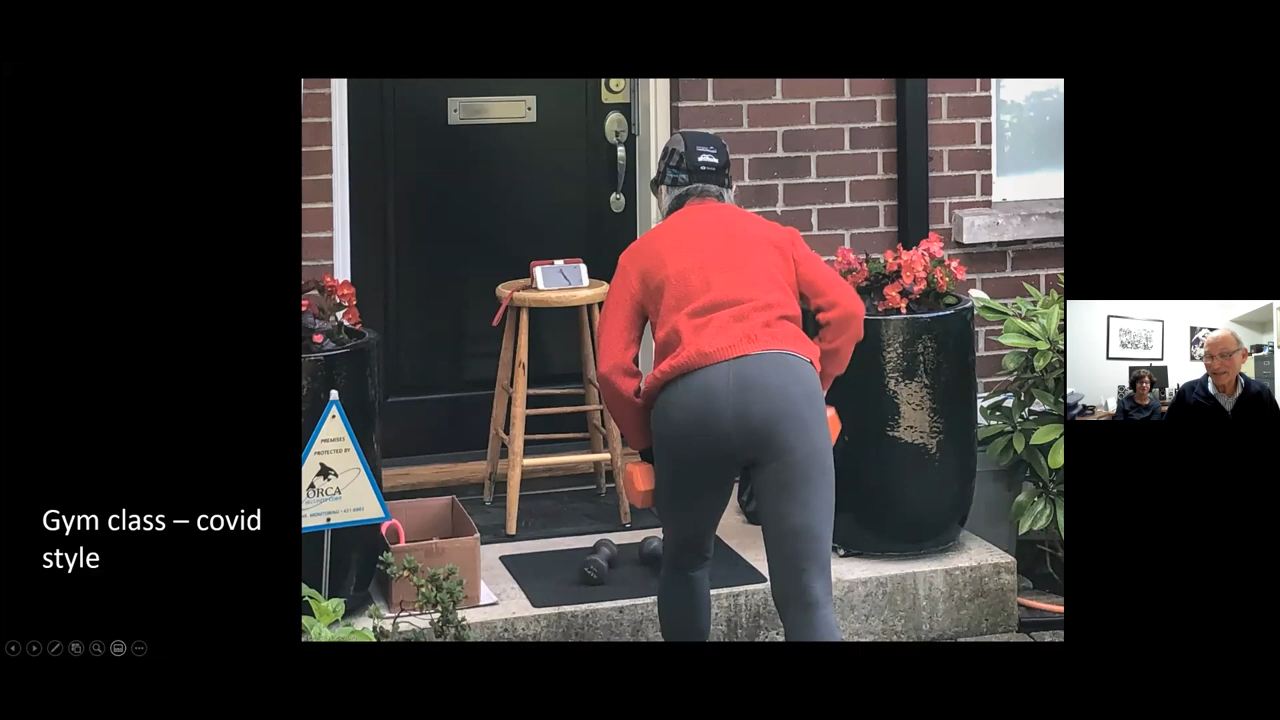 Gym class – covid
style
PREMISES
PROTECTED BY
ORCA